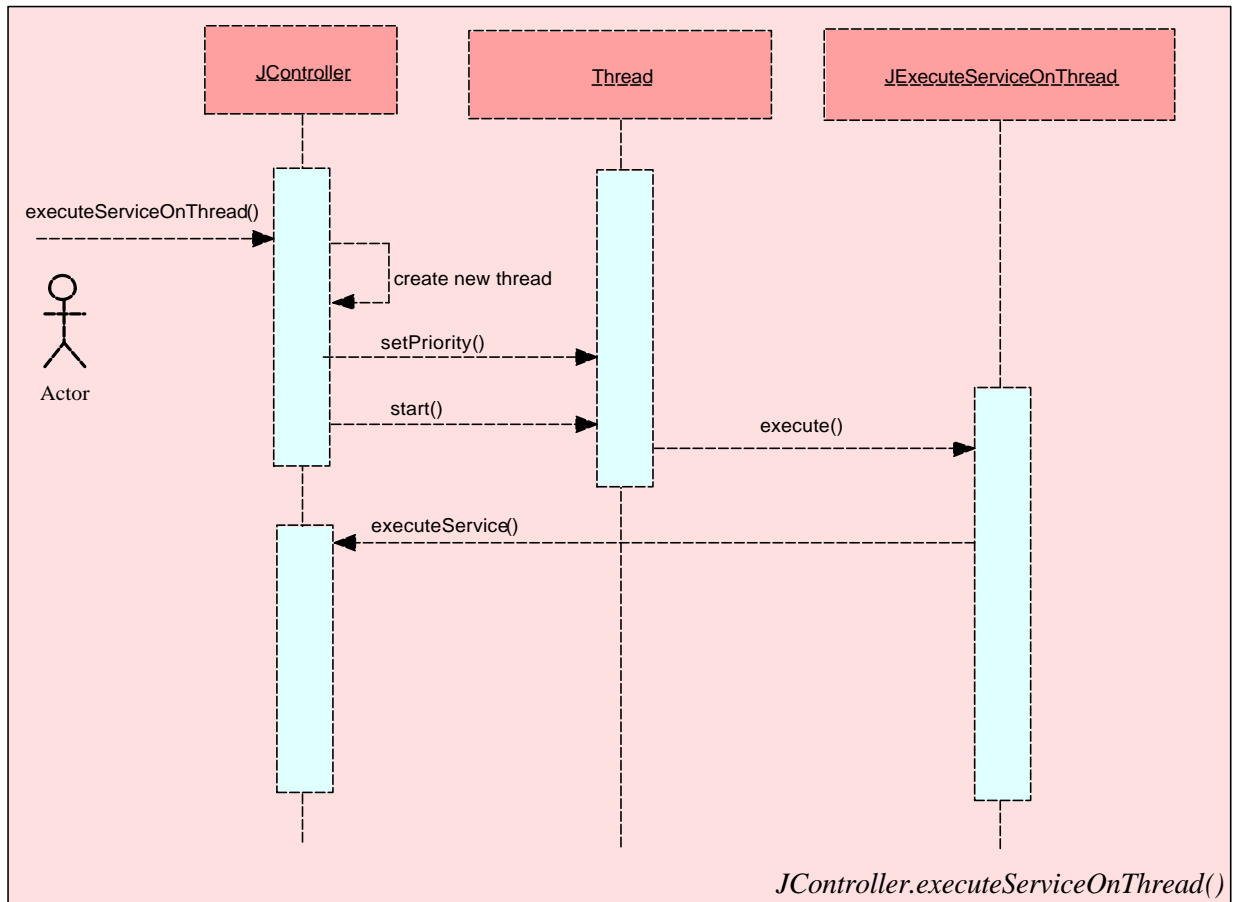 JController
Thread
JExecuteServiceOnThread
executeServiceOnThread()
create new thread
Actor
setPriority()
start()
execute()
executeService()
JController.executeServiceOnThread()